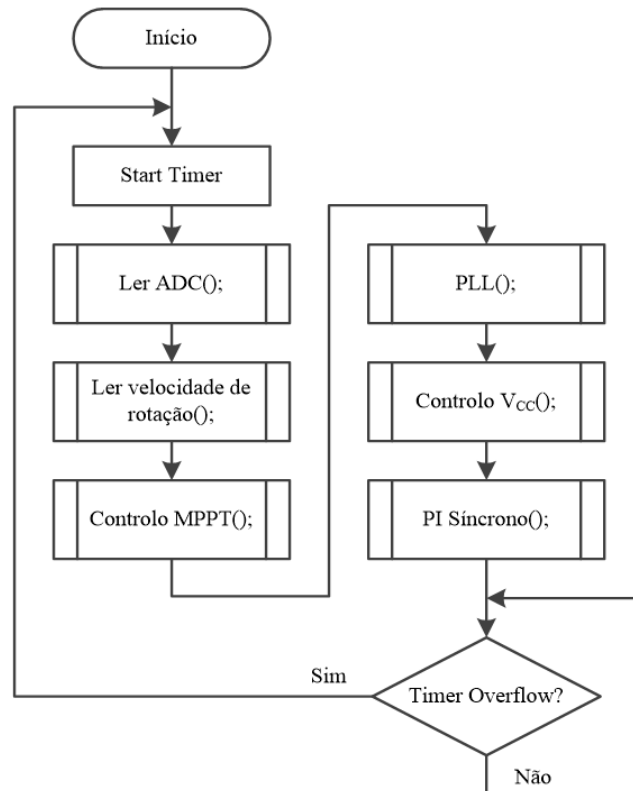 Início
Start Timer
Ler ADC();
Ler velocidade de
rotação();
Controlo MPPT();
PLL();
Controlo VCC();
PI Síncrono();
Timer Overflow?
Sim
Não